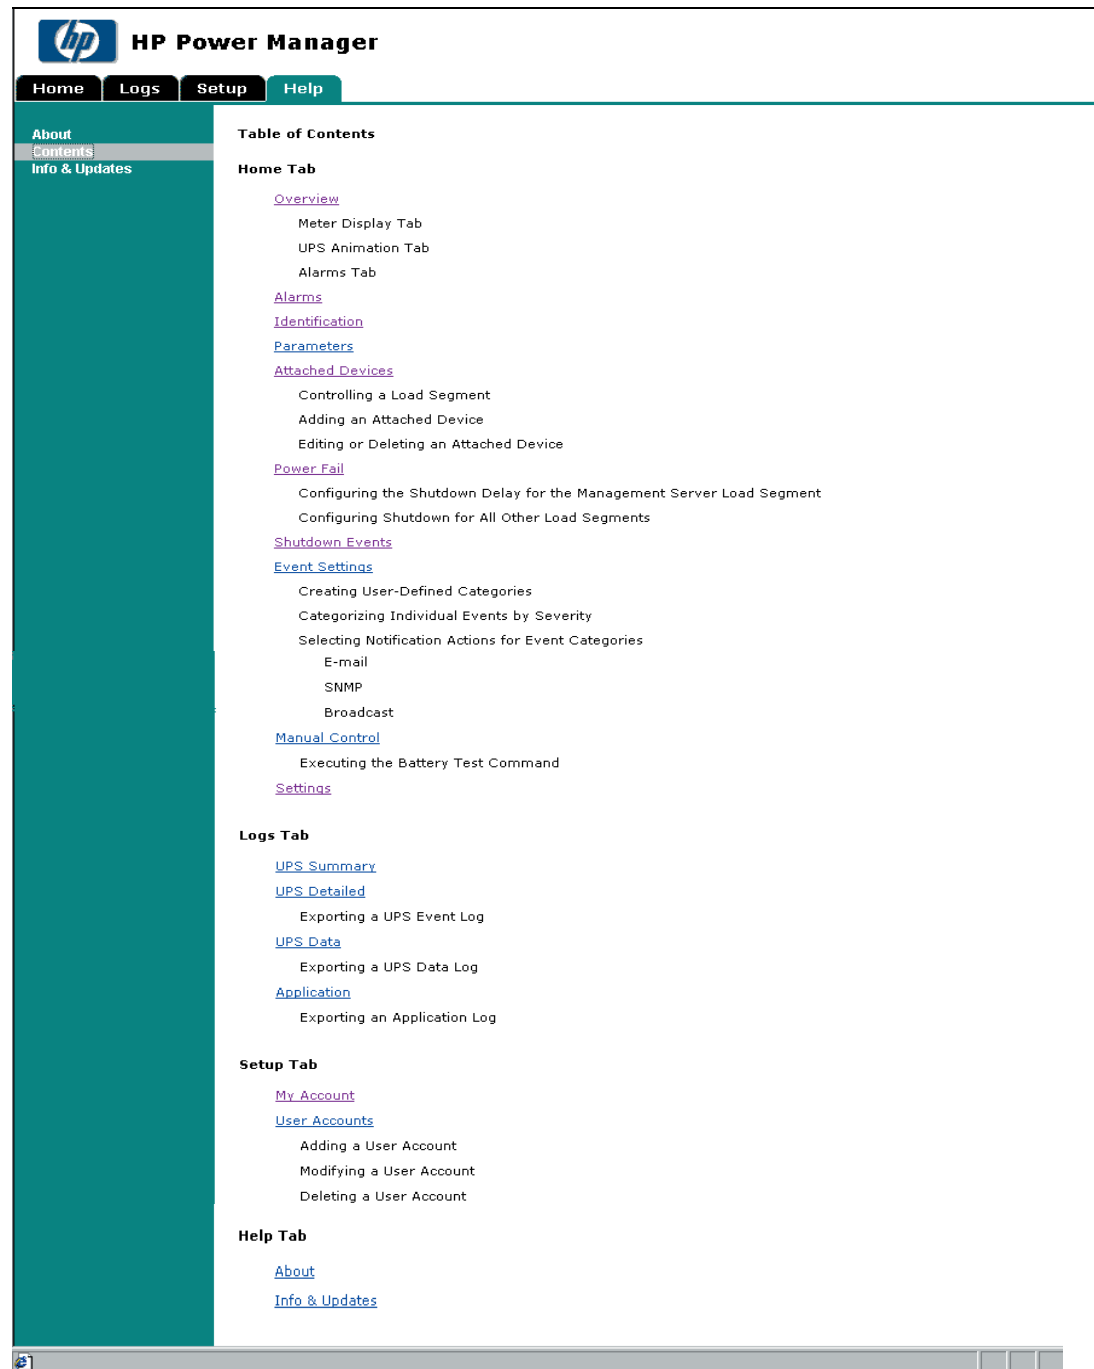 hp HP Power Manager
Home Logs Setup Help
About
Contents
Info & Updates
Table of Contents
Home Tab
Overview
Meter Display Tab
UPS Animation Tab
Alarms Tab
Alarms
Identification
Parameters
Attached Devices
Controlling a Load Segment
Adding an Attached Device
Editing or Deleting an Attached Device
Power Fail
Configuring the Shutdown Delay for the Management Server Load Segment
Configuring Shutdown for All Other Load Segments
Shutdown Events
Event Settings
Creating User-Defined Categories
Categorizing Individual Events by Severity
Selecting Notification Actions for Event Categories
E-mail
SNMP
Broadcast
Manual Control
Executing the Battery Test Command
Settings
Logs Tab
UPS Summary
UPS Detailed
Exporting a UPS Event Log
UPS Data
Exporting a UPS Data Log
Application
Exporting an Application Log
Setup Tab
My Account
User Accounts
Adding a User Account
Modifying a User Account
Deleting a User Account
Help Tab
About
Info & Updates